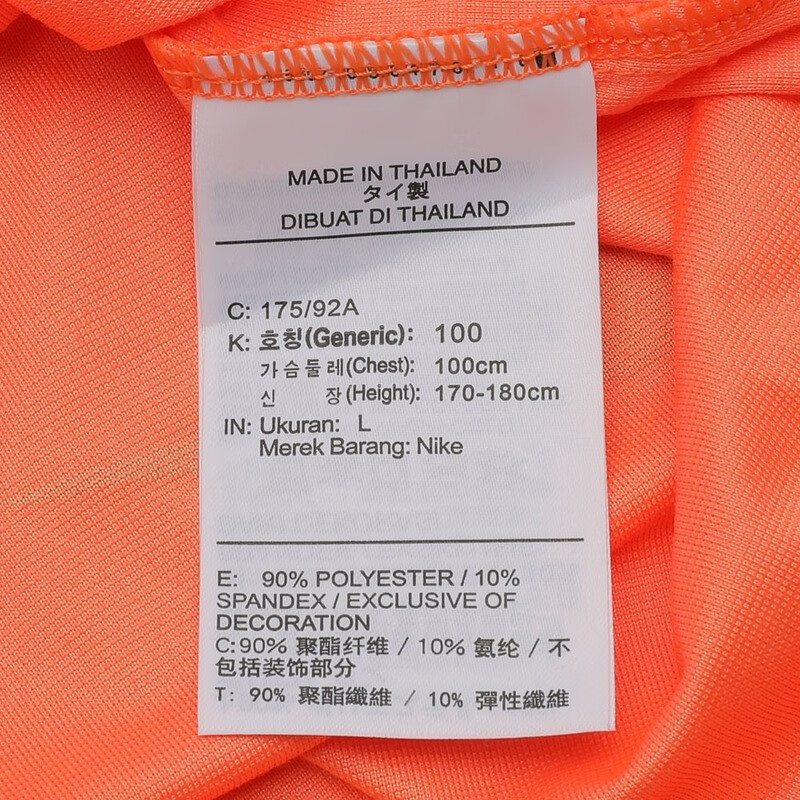 MADE IN THAILAND
タイ製
DIBUAT DI THAILAND
C: 175/92A
K: 호칭(Generic): 100
가슴둘레(Chest): 100cm
신 장(Height): 170-180cm
IN: Ukuran: L
Merek Barang: Nike
E: 90% POLYESTER / 10%
SPANDEX / EXCLUSIVE OF
DECORATION
C:90% 聚酯纤维 / 10% 氨纶 / 不
包括装饰部分
T: 90% 聚酯纖維 / 10% 彈性纖維